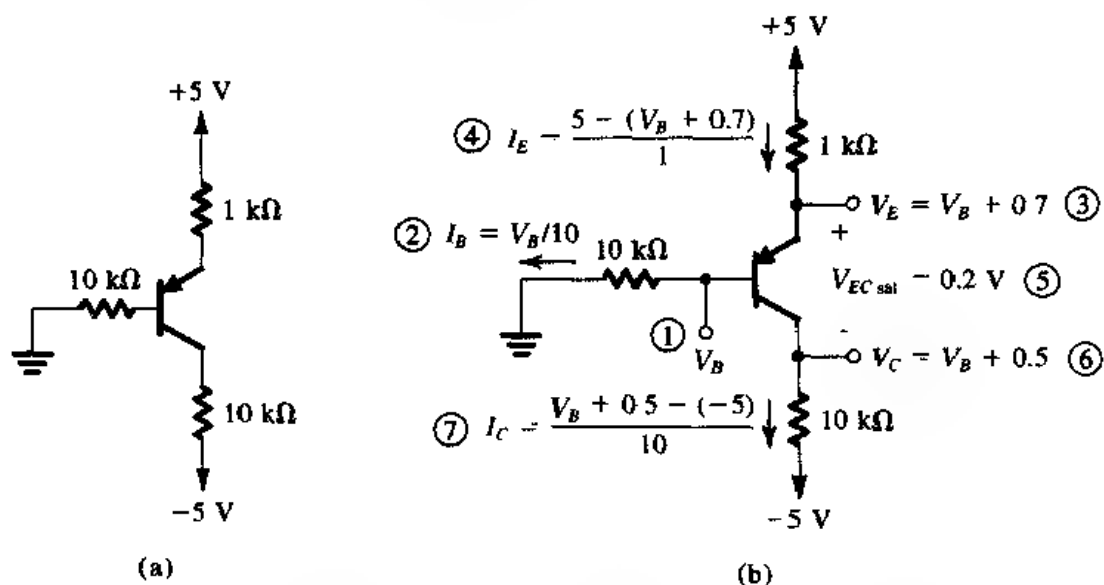 +5 V
1 kΩ
10 kΩ
10 kΩ
−5 V
(a)
+5 V
④ I_E − 5 − (V_B + 0.7) / 1
1 kΩ
V_E = V_B + 0 7 ③
+
② I_B = V_B/10
10 kΩ
V_EC sat − 0.2 V ⑤
①
V_B
-
V_C = V_B + 0.5 ⑥
⑦ I_C − V_B + 0 5 − (−5) / 10
10 kΩ
−5 V
(b)